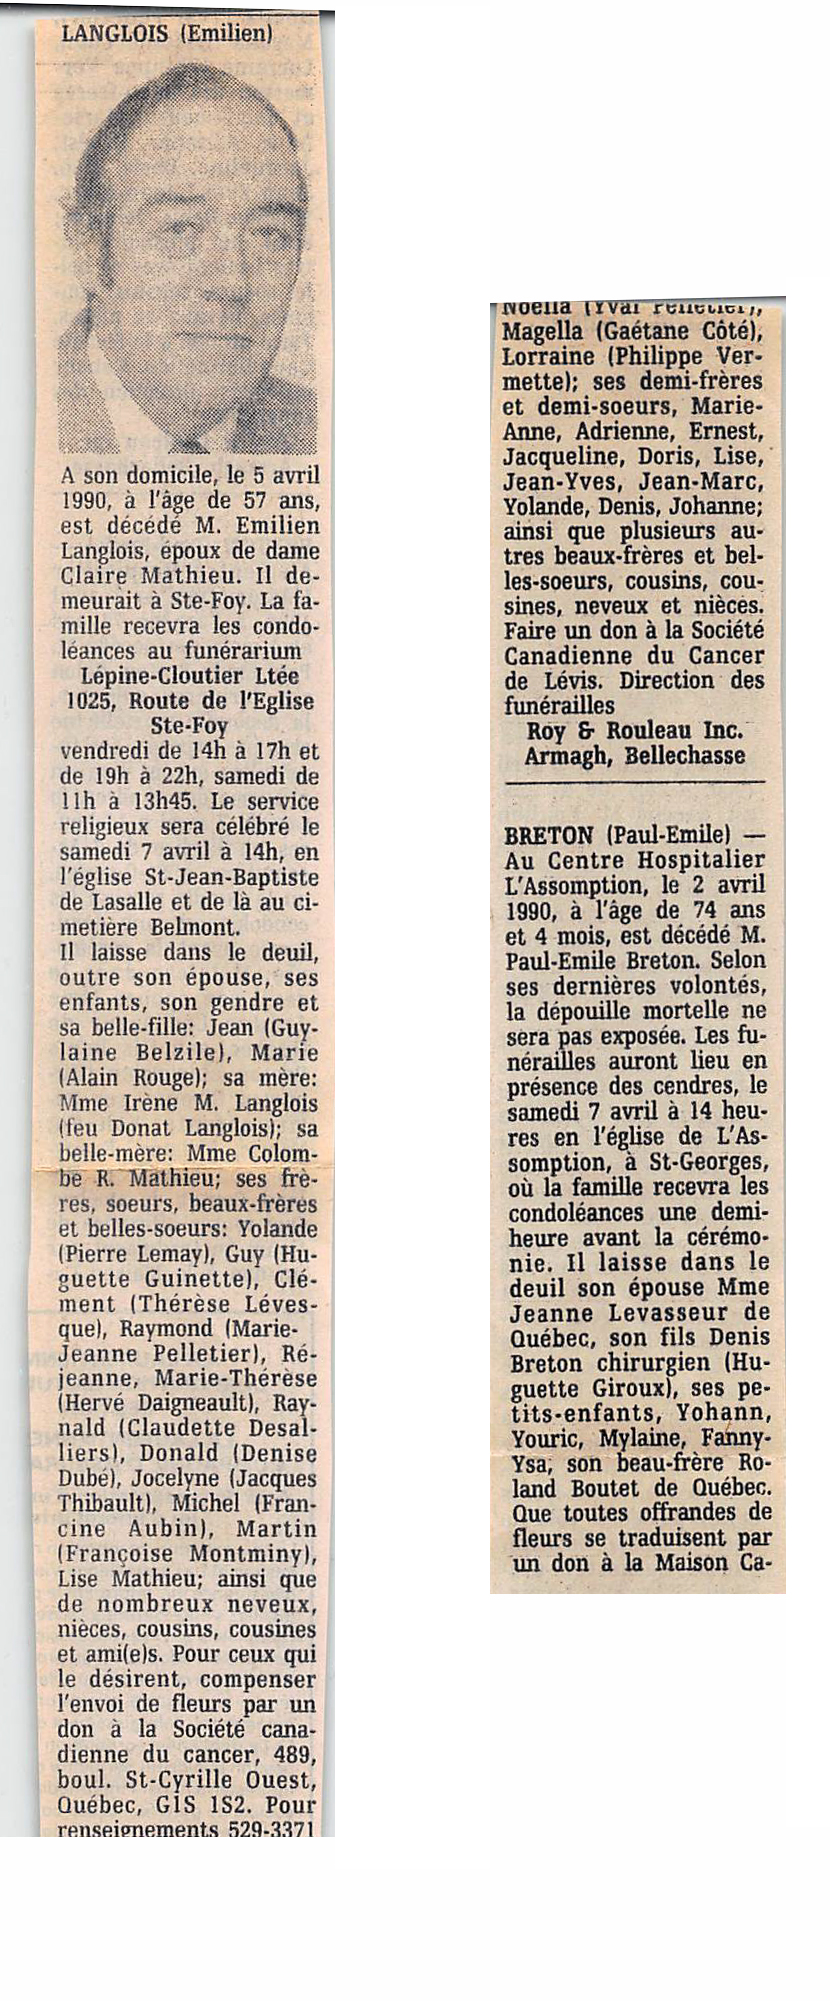 LANGLOIS (Emilien)
A son domicile, le 5 avril
1990, à l'âge de 57 ans,
est décédé M. Emilien
Langlois, époux de dame
Claire Mathieu. Il de-
meurait à Ste-Foy. La fa-
mille recevra les condo-
léances au funérarium
Lépine-Cloutier Ltée
1025, Route de l'Eglise
Ste-Foy
vendredi de 14h à 17h et
de 19h à 22h, samedi de
11h à 13h45. Le service
religieux sera célébré le
samedi 7 avril à 14h, en
l'église St-Jean-Baptiste
de Lasalle et de là au ci-
metière Belmont.
Il laisse dans le deuil,
outre son épouse, ses
enfants, son gendre et
sa belle-fille: Jean (Guy-
laine Belzile), Marie
(Alain Rouge); sa mère:
Mme Irène M. Langlois
(feu Donat Langlois); sa
belle-mère: Mme Colom-
be R. Mathieu; ses frè-
res, soeurs, beaux-frères
et belles-soeurs: Yolande
(Pierre Lemay), Guy (Hu-
guette Guinette), Clé-
ment (Thérèse Léves-
que), Raymond (Marie-
Jeanne Pelletier), Ré-
jeanne, Marie-Thérèse
(Hervé Daigneault), Ray-
nald (Claudette Desal-
liers), Donald (Denise
Dubé), Jocelyne (Jacques
Thibault), Michel (Fran-
cine Aubin), Martin
(Françoise Montminy),
Lise Mathieu; ainsi que
de nombreux neveux,
nièces, cousins, cousines
et ami(e)s. Pour ceux qui
le désirent, compenser
l'envoi de fleurs par un
don à la Société cana-
dienne du cancer, 489,
boul. St-Cyrille Ouest,
Québec, G1S 1S2. Pour
renseignements 529-3371
Noëlla (Yval Pelletier),
Magella (Gaétane Côté),
Lorraine (Philippe Ver-
mette); ses demi-frères
et demi-soeurs, Marie-
Anne, Adrienne, Ernest,
Jacqueline, Doris, Lise,
Jean-Yves, Jean-Marc,
Yolande, Denis, Johanne;
ainsi que plusieurs au-
tres beaux-frères et bel-
les-soeurs, cousins, cou-
sines, neveux et nièces.
Faire un don à la Société
Canadienne du Cancer
de Lévis. Direction des
funérailles
Roy & Rouleau Inc.
Armagh, Bellechasse
BRETON (Paul-Emile) —
Au Centre Hospitalier
L'Assomption, le 2 avril
1990, à l'âge de 74 ans
et 4 mois, est décédé M.
Paul-Emile Breton. Selon
ses dernières volontés,
la dépouille mortelle ne
sera pas exposée. Les fu-
nérailles auront lieu en
présence des cendres, le
samedi 7 avril à 14 heu-
res en l'église de L'As-
somption, à St-Georges,
où la famille recevra les
condoléances une demi-
heure avant la cérémo-
nie. Il laisse dans le
deuil son épouse Mme
Jeanne Levasseur de
Québec, son fils Denis
Breton chirurgien (Hu-
guette Giroux), ses pe-
tits-enfants, Yohann,
Youric, Mylaine, Fanny-
Ysa, son beau-frère Ro-
land Boutet de Québec.
Que toutes offrandes de
fleurs se traduisent par
un don à la Maison Ca-